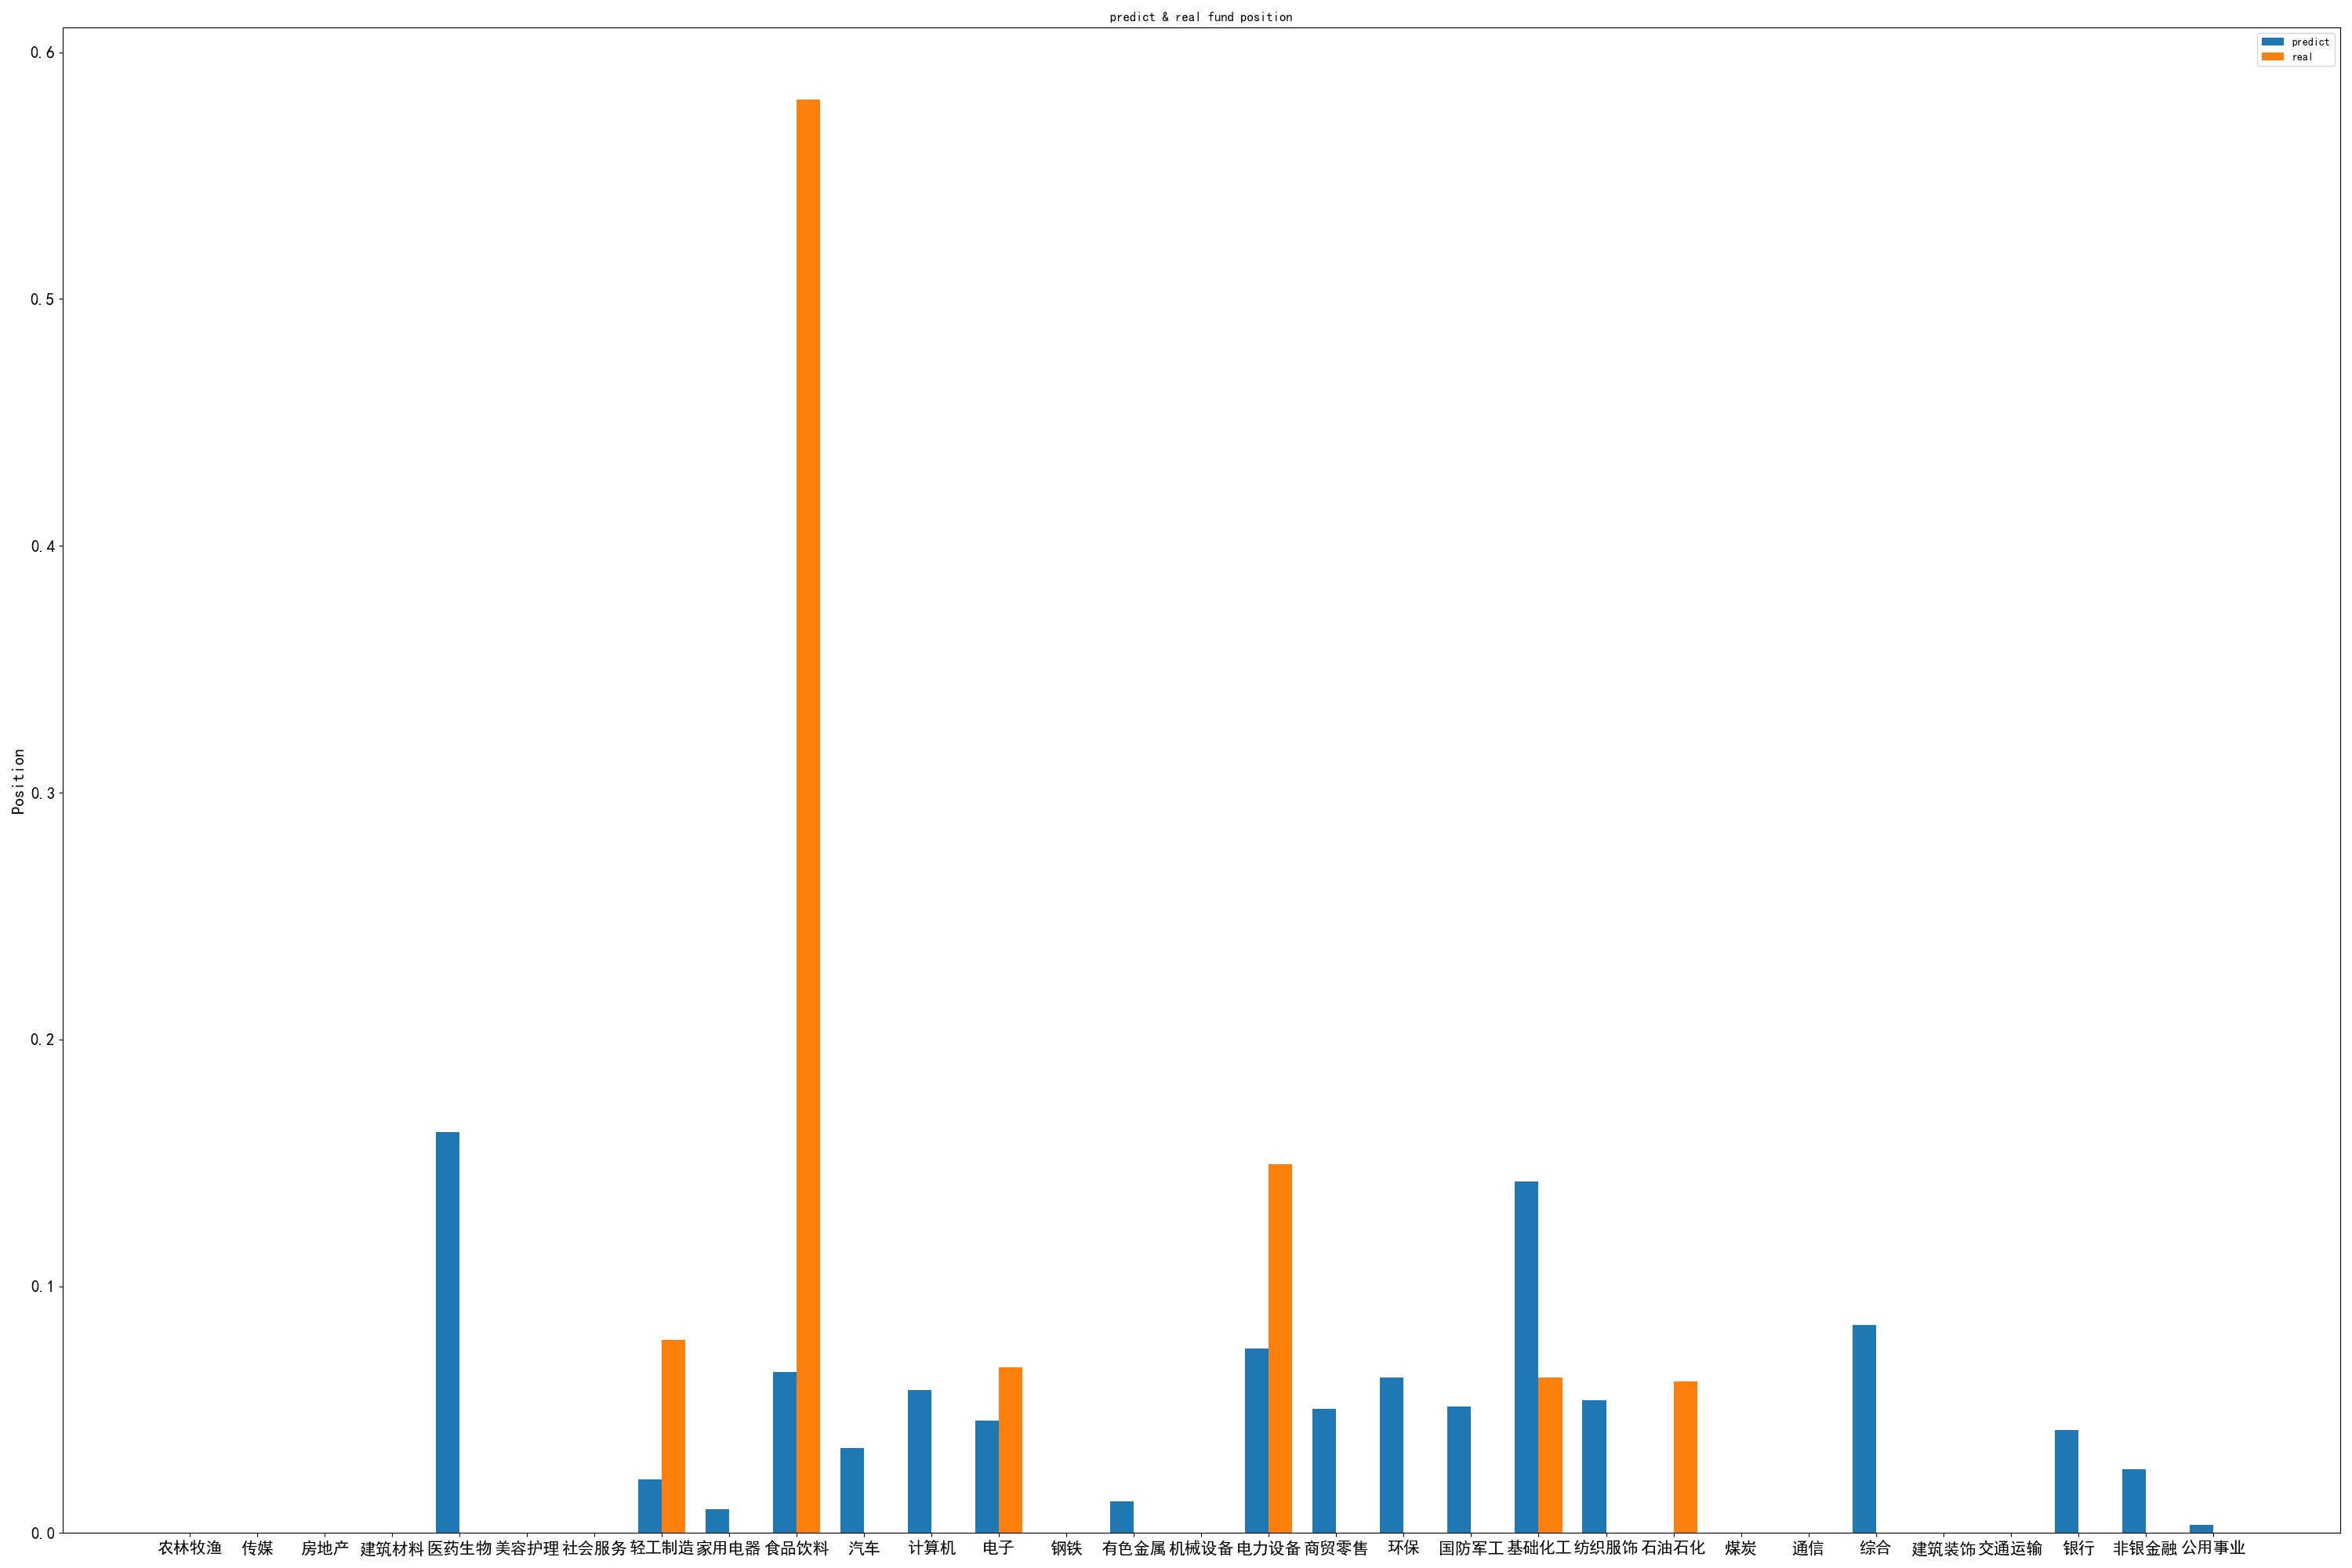 predict & real fund position
predict
real
Position
0.6
0.5
0.4
0.3
0.2
0.1
0.0
农林牧渔 传媒 房地产 建筑材料 医药生物 美容护理 社会服务 轻工制造 家用电器 食品饮料 汽车 计算机 电子 钢铁 有色金属 机械设备 电力设备 商贸零售 环保 国防军工 基础化工 纺织服饰 石油石化 煤炭 通信 综合 建筑装饰 交通运输 银行 非银金融 公用事业